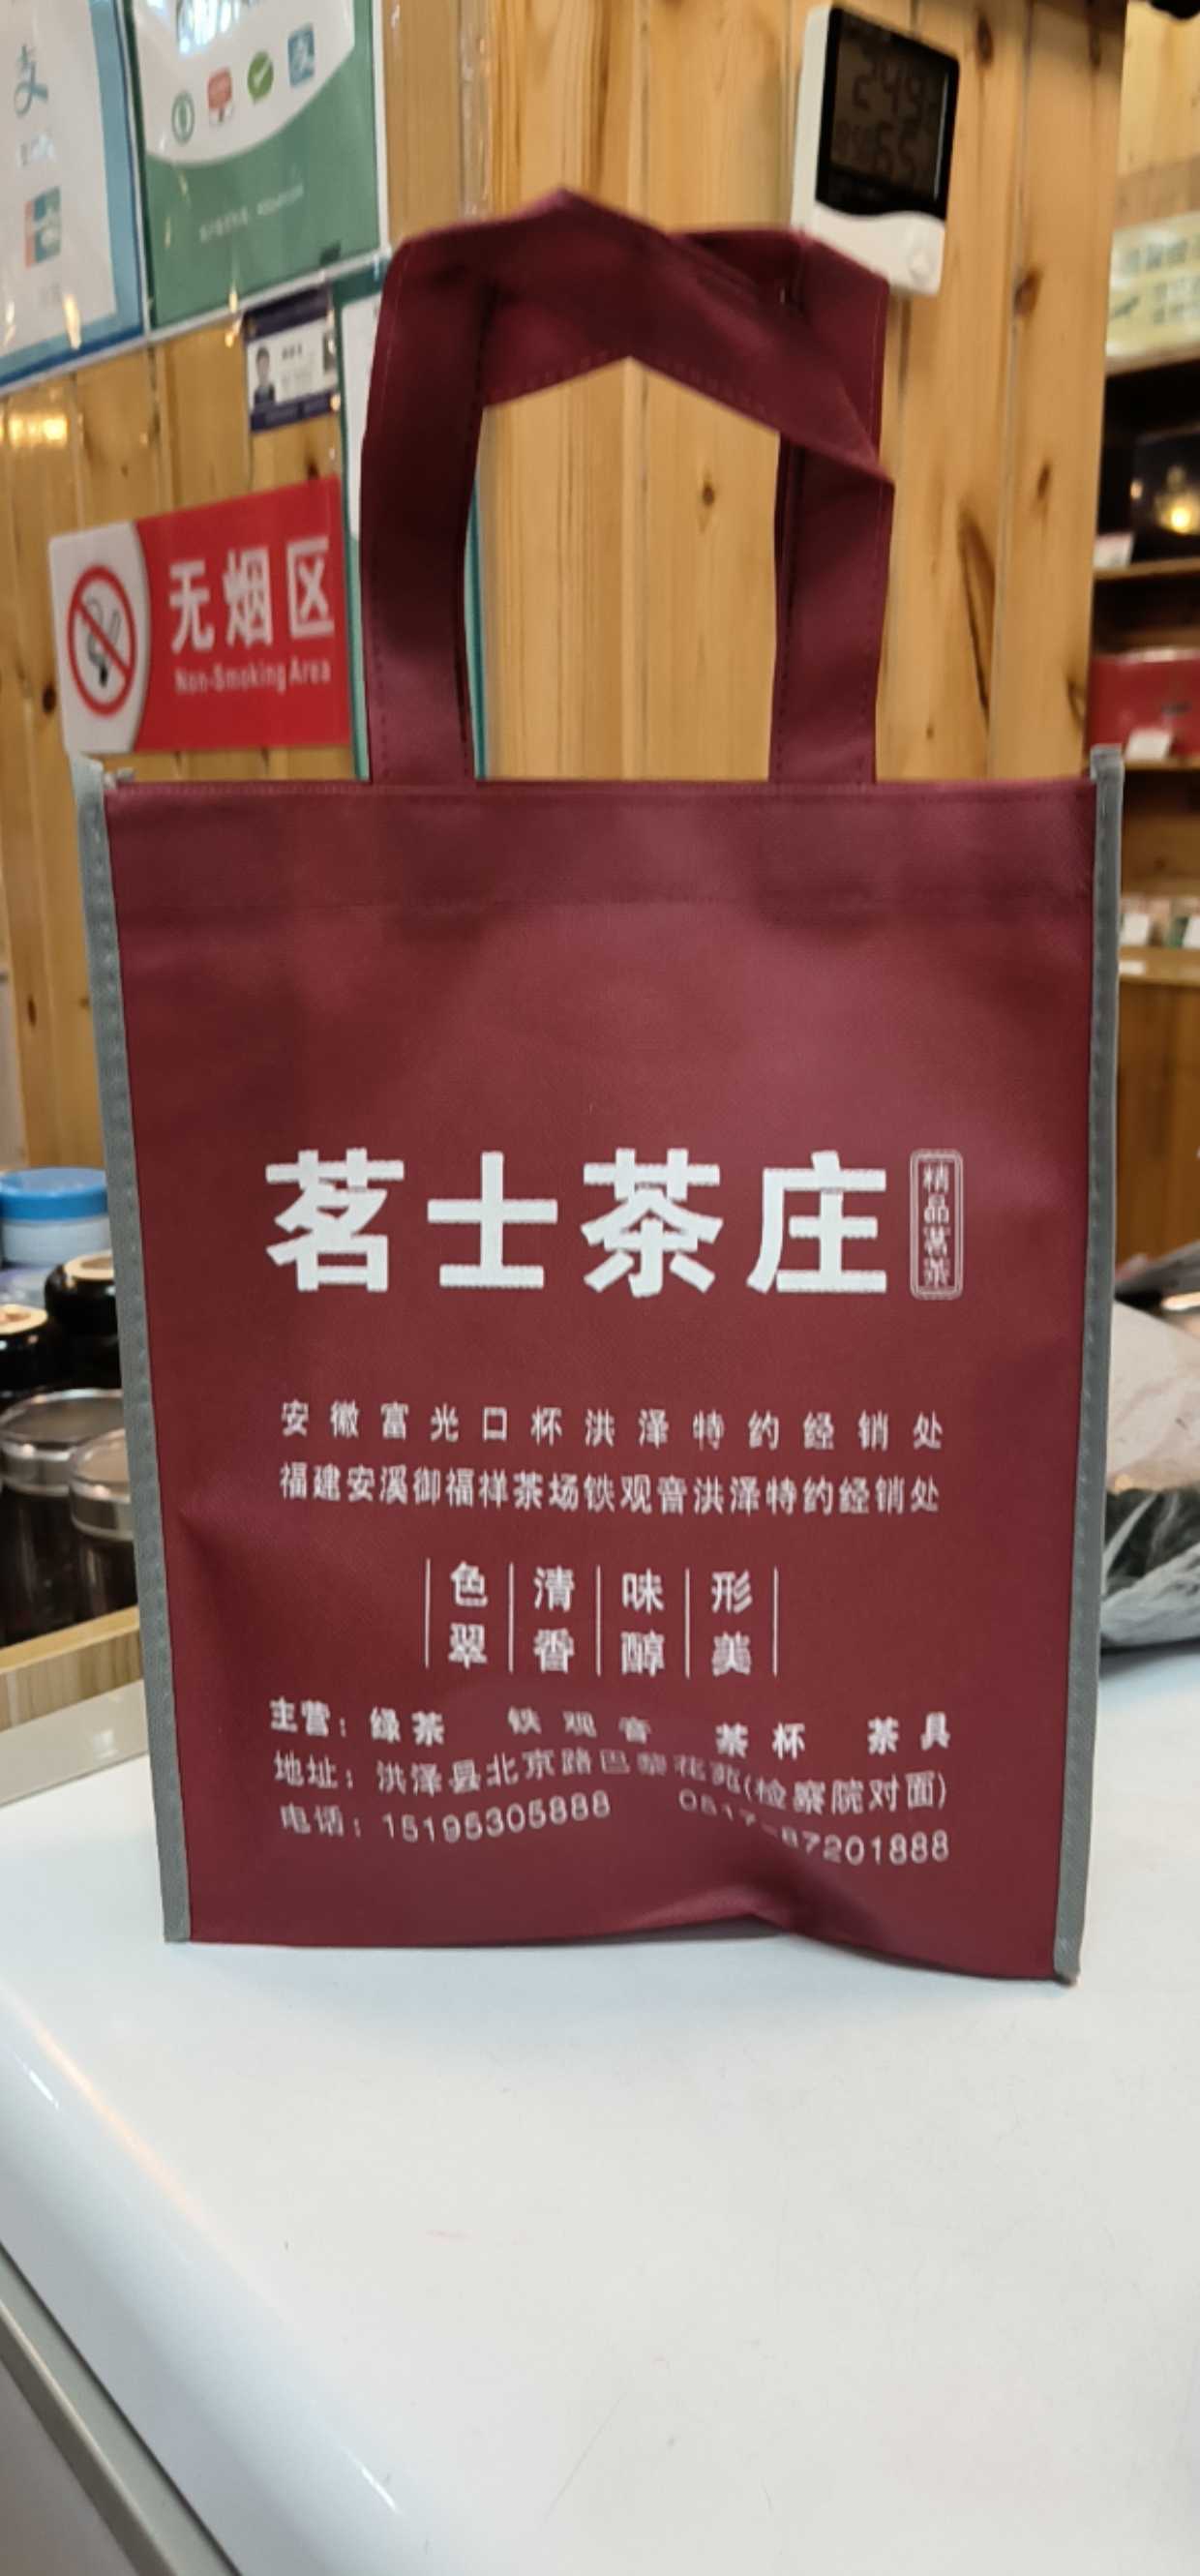 支
无烟区
Non-Smoking Area
茗士茶庄
精品茗茶
安徽富光口杯洪泽特约经销处
福建安溪御福祥茶场铁观音洪泽特约经销处
色翠 清香 味醇 形美
主营：绿茶 铁观音 茶杯 茶具
地址：洪泽县北京路巴黎花苑(检察院对面)
电话：15195305888 0517-87201888